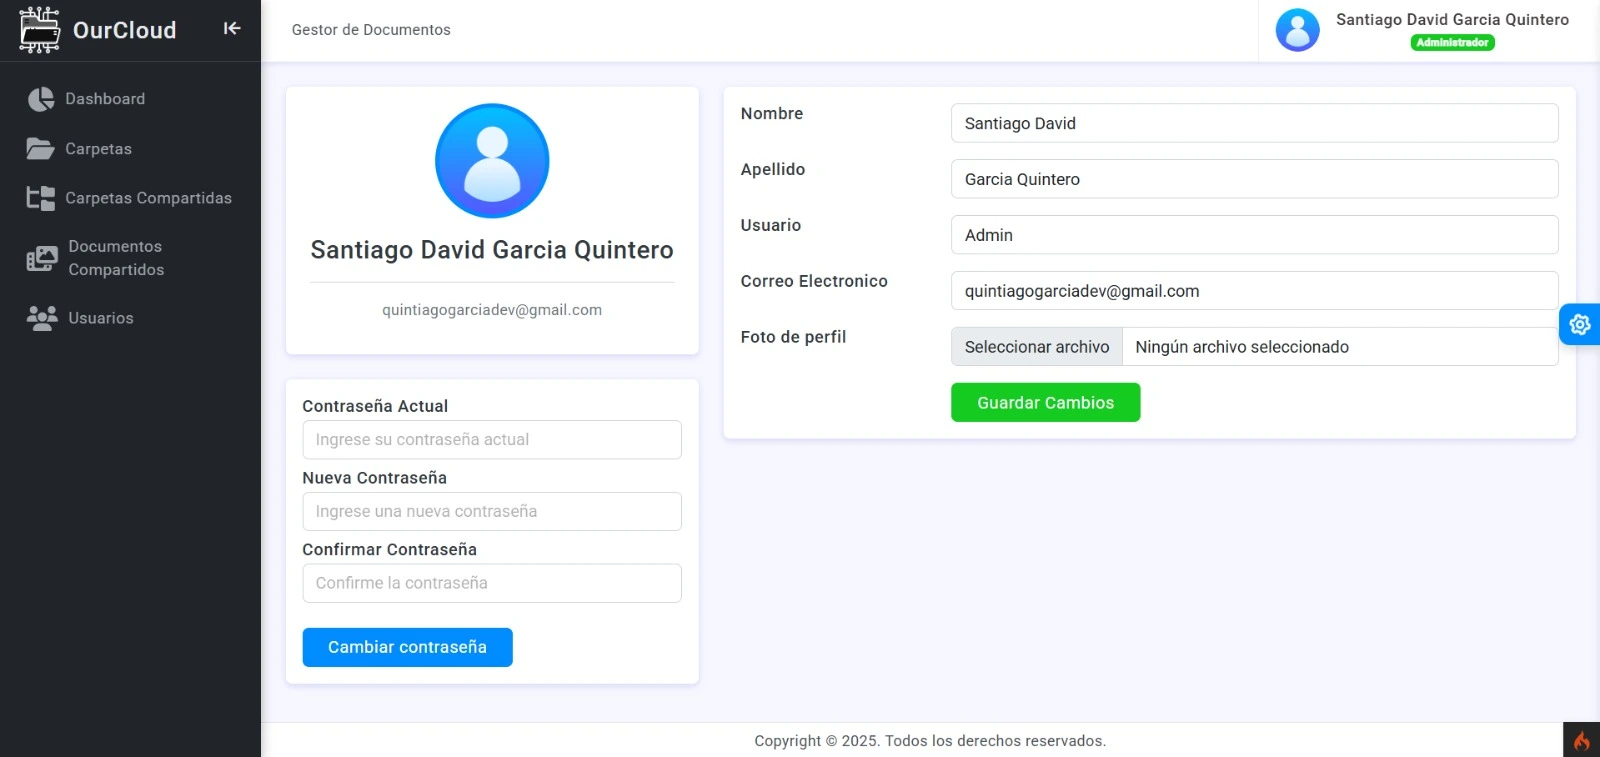 OurCloud
Gestor de Documentos
Santiago David Garcia Quintero
Administrador
Dashboard
Carpetas
Carpetas Compartidas
Documentos
Compartidos
Usuarios
Santiago David Garcia Quintero
quintiagogarciadev@gmail.com
Contraseña Actual
Ingrese su contraseña actual
Nueva Contraseña
Ingrese una nueva contraseña
Confirmar Contraseña
Confirme la contraseña
Cambiar contraseña
Nombre
Santiago David
Apellido
Garcia Quintero
Usuario
Admin
Correo Electronico
quintiagogarciadev@gmail.com
Foto de perfil
Seleccionar archivo Ningún archivo seleccionado
Guardar Cambios
Copyright © 2025. Todos los derechos reservados.